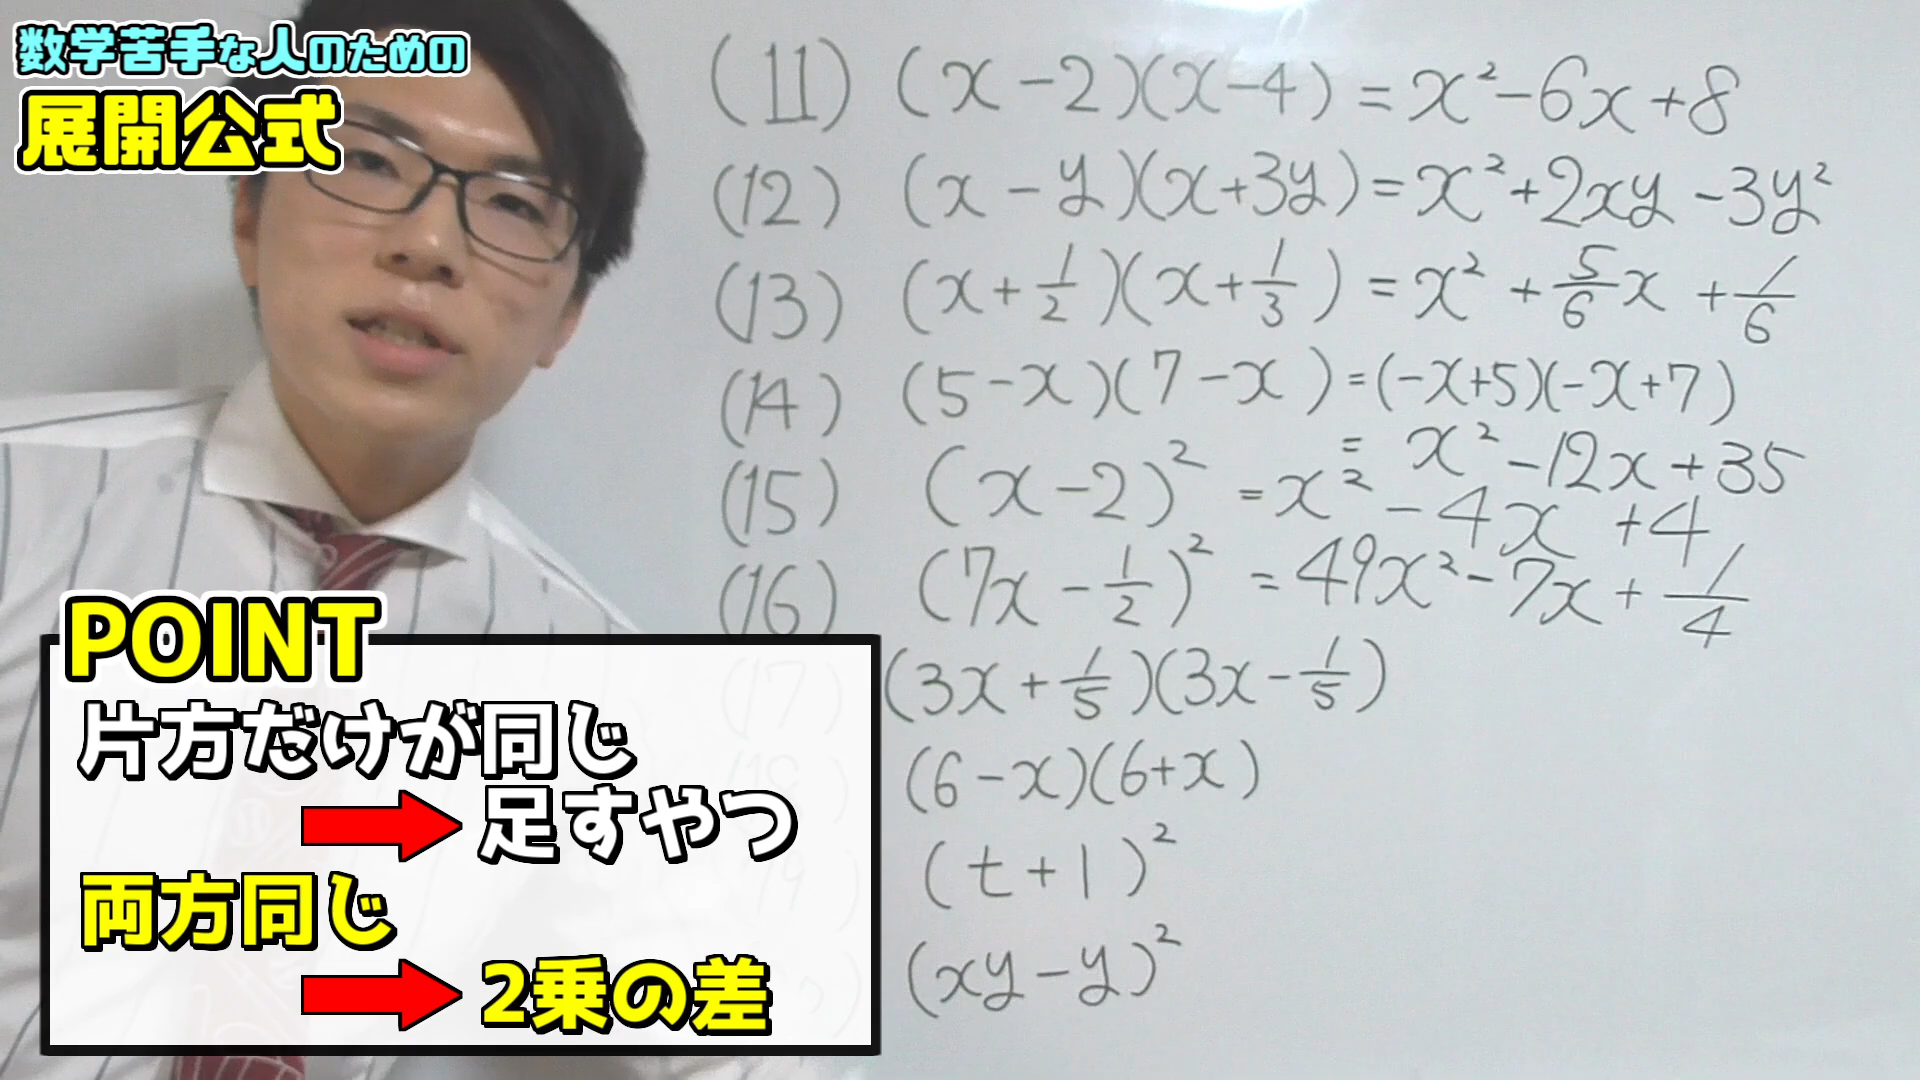 数学苦手な人のための
展開公式
(11) (x-2)(x-4)=x²-6x+8
(12) (x-y)(x+3y)=x²+2xy-3y²
(13) (x+1/2)(x+1/3)=x²+5/6x+1/6
(14) (5-x)(7-x)=(-x+5)(-x+7)
=x²-12x+35
(15) (x-2)²=x²-4x+4
(16) (7x-1/2)²=49x²-7x+1/4
(17) (3x+1/5)(3x-1/5)
(18) (6-x)(6+x)
(19) (t+1)²
(xy-y)²
POINT
片方だけが同じ
足すやつ
両方同じ
2乗の差